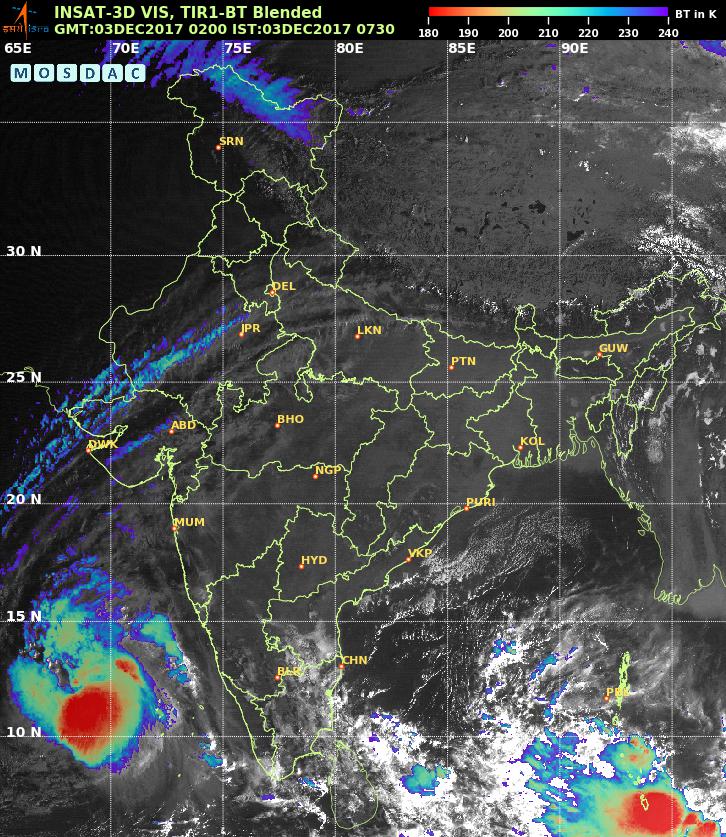 INSAT-3D VIS, TIR1-BT Blended
GMT:03DEC2017 0200 IST:03DEC2017 0730
BT in K
180 190 200 210 220 230 240
65E 70E 75E 80E 85E 90E
MOSDAC
SRN
30 N
DEL
JPR LKN
GUW
PTN
25 N
ABD BHO
DWK KOL
NGP
20 N PURI
MUM
VKP
HYD
15 N
CHN
BLR
10 N